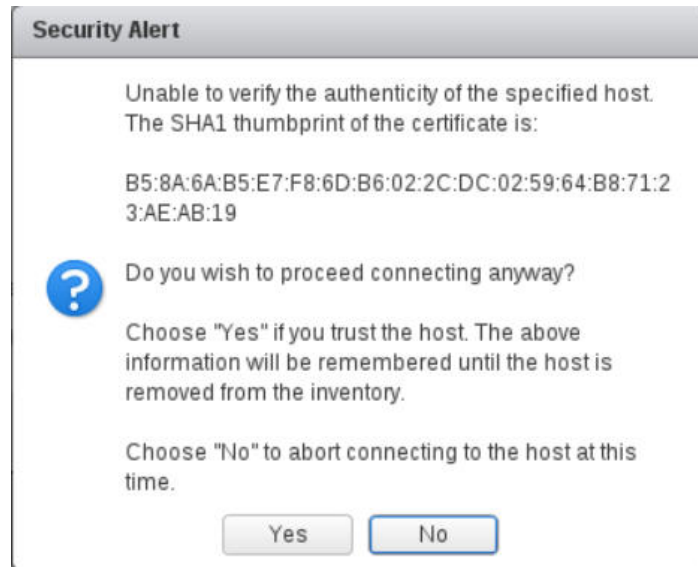 Security Alert
Unable to verify the authenticity of the specified host.
The SHA1 thumbprint of the certificate is:
B5:8A:6A:B5:E7:F8:6D:B6:02:2C:DC:02:59:64:B8:71:2
3:AE:AB:19
Do you wish to proceed connecting anyway?
Choose "Yes" if you trust the host. The above
information will be remembered until the host is
removed from the inventory.
Choose "No" to abort connecting to the host at this
time.
Yes No